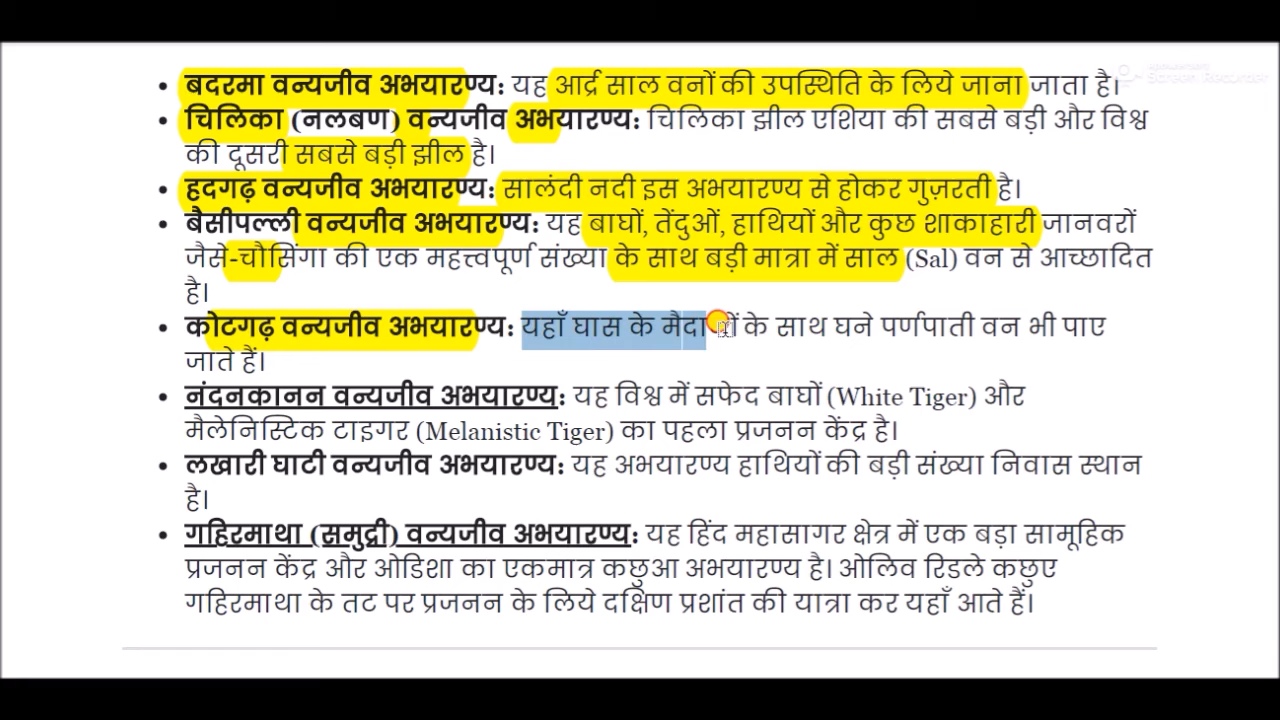 बदरमा वन्यजीव अभयारण्य: यह आर्द्र साल वनों की उपस्थिति के लिये जाना जाता है।
चिलिका (नलबण) वन्यजीव अभयारण्य: चिलिका झील एशिया की सबसे बड़ी और विश्व
की दूसरी सबसे बड़ी झील है।
हदगढ़ वन्यजीव अभयारण्य: सालंदी नदी इस अभयारण्य से होकर गुज़रती है।
बैसीपल्ली वन्यजीव अभयारण्य: यह बाघों, तेंदुओं, हाथियों और कुछ शाकाहारी जानवरों
जैसे-चौसिंगा की एक महत्त्वपूर्ण संख्या के साथ बड़ी मात्रा में साल (Sal) वन से आच्छादित
है।
कोटगढ़ वन्यजीव अभयारण्य: यहाँ घास के मैदानों के साथ घने पर्णपाती वन भी पाए
जाते हैं।
नंदनकानन वन्यजीव अभयारण्य: यह विश्व में सफेद बाघों (White Tiger) और
मैलेनिस्टिक टाइगर (Melanistic Tiger) का पहला प्रजनन केंद्र है।
लखारी घाटी वन्यजीव अभयारण्य: यह अभयारण्य हाथियों की बड़ी संख्या निवास स्थान
है।
गहिरमाथा (समुद्री) वन्यजीव अभयारण्य: यह हिंद महासागर क्षेत्र में एक बड़ा सामूहिक
प्रजनन केंद्र और ओडिशा का एकमात्र कछुआ अभयारण्य है। ओलिव रिडले कछुए
गहिरमाथा के तट पर प्रजनन के लिये दक्षिण प्रशांत की यात्रा कर यहाँ आते हैं।
Screen Recorder